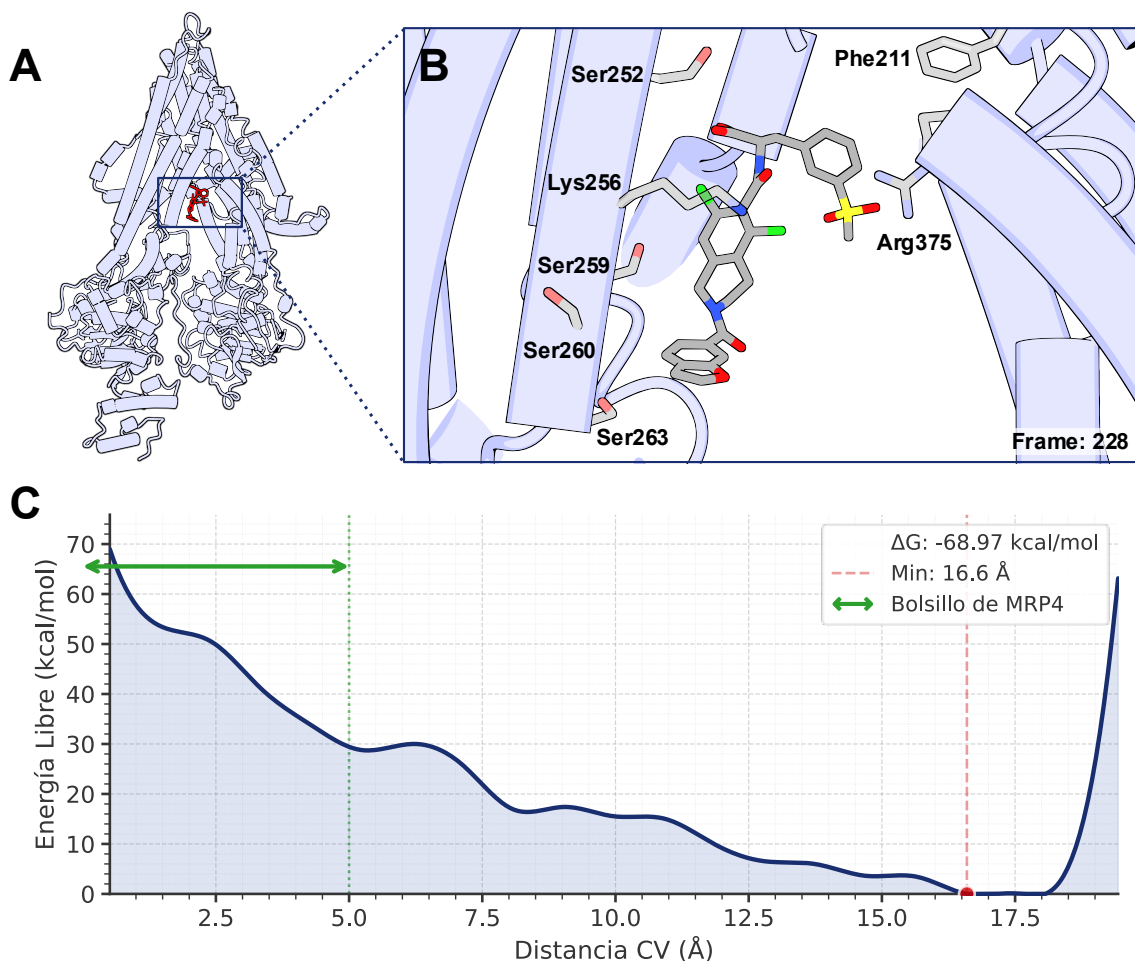 A
B
Ser252
Phe211
Lys256
Arg375
Ser259
Ser260
Ser263
Frame: 228
C
ΔG: -68.97 kcal/mol
Min: 16.6 Å
Bolsillo de MRP4
Energía Libre (kcal/mol)
70
60
50
40
30
20
10
0
2.5 5.0 7.5 10.0 12.5 15.0 17.5
Distancia CV (Å)